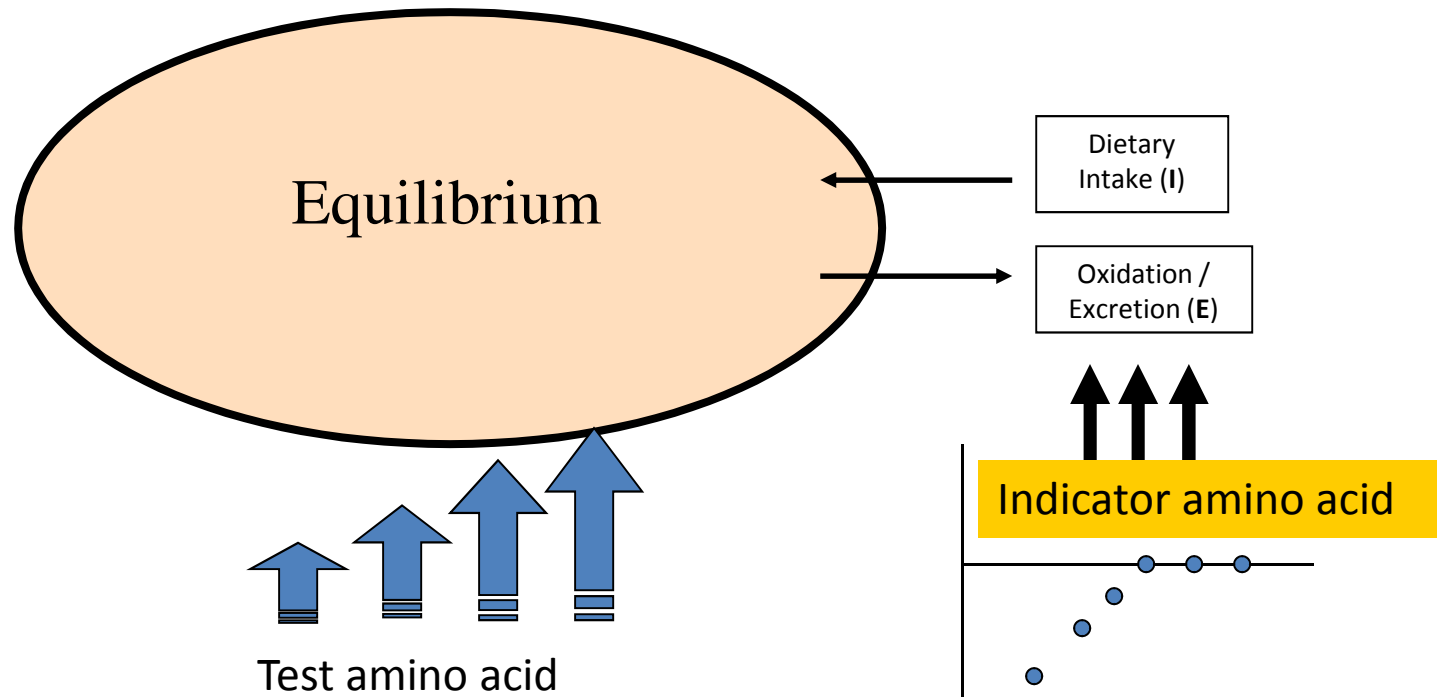 Equilibrium
Dietary
Intake (I)
Oxidation /
Excretion (E)
Indicator amino acid
Test amino acid